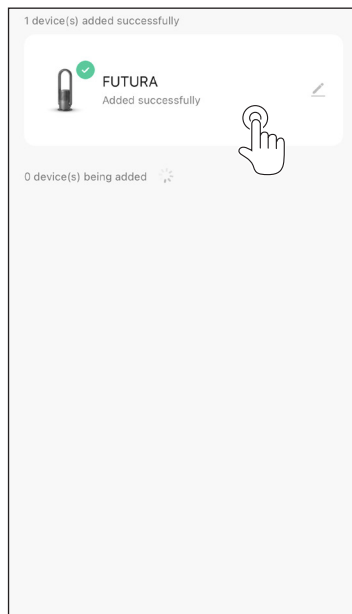 1 device(s) added successfully
FUTURA
Added successfully
0 device(s) being added